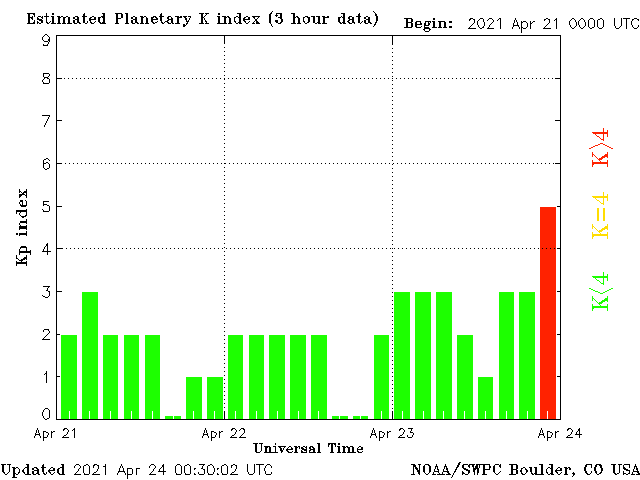 Estimated Planetary K index (3 hour data) Begin: 2021 Apr 21 0000 UTC
9
8
7
6
5
4
3
2
1
0
Kp index
K>4
K=4
K<4
Apr 21 Apr 22 Apr 23 Apr 24
Universal Time
Updated 2021 Apr 24 00:30:02 UTC NOAA/SWPC Boulder, CO USA